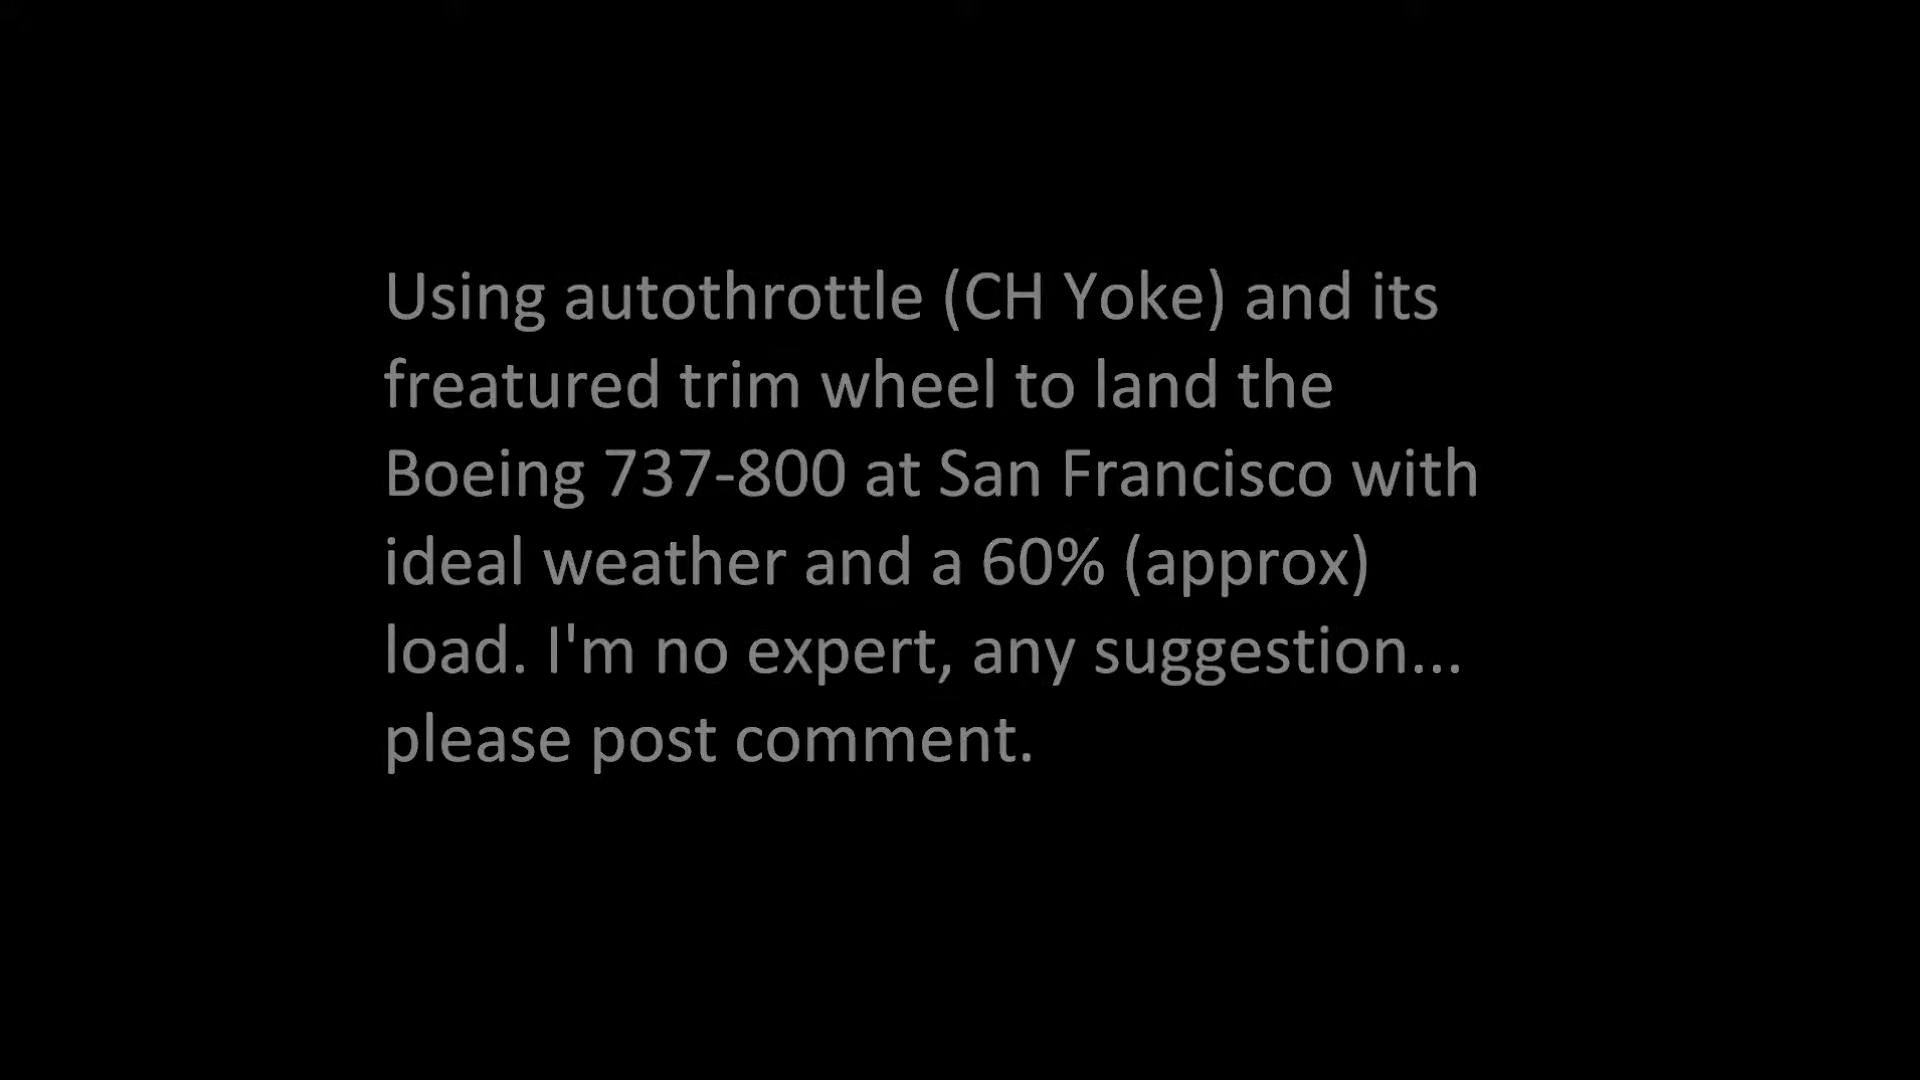 Using autothrottle (CH Yoke) and its
freatured trim wheel to land the
Boeing 737-800 at San Francisco with
ideal weather and a 60% (approx)
load. I'm no expert, any suggestion...
please post comment.